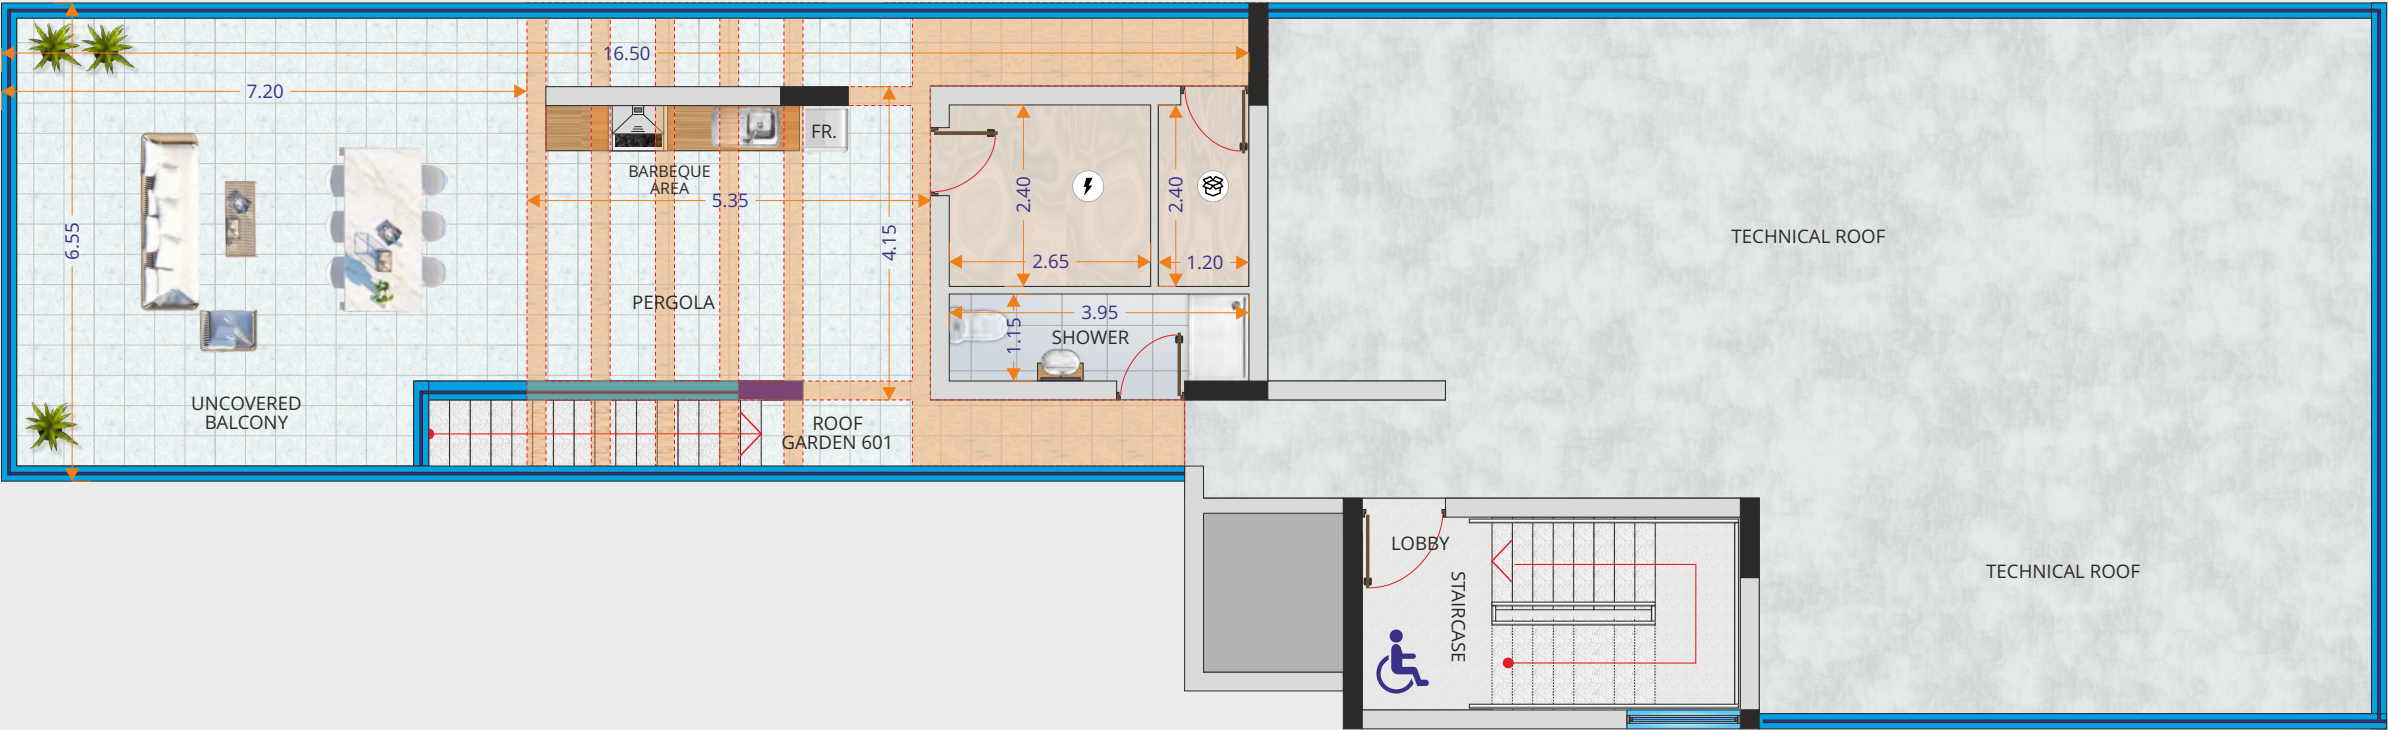 16.50
7.20
FR.
BARBEQUE
AREA
5.35
6.55
4.15
2.40
2.40
2.65
1.20
TECHNICAL ROOF
PERGOLA
3.95
1.15
SHOWER
UNCOVERED
BALCONY
ROOF
GARDEN 601
LOBBY
STAIRCASE
TECHNICAL ROOF